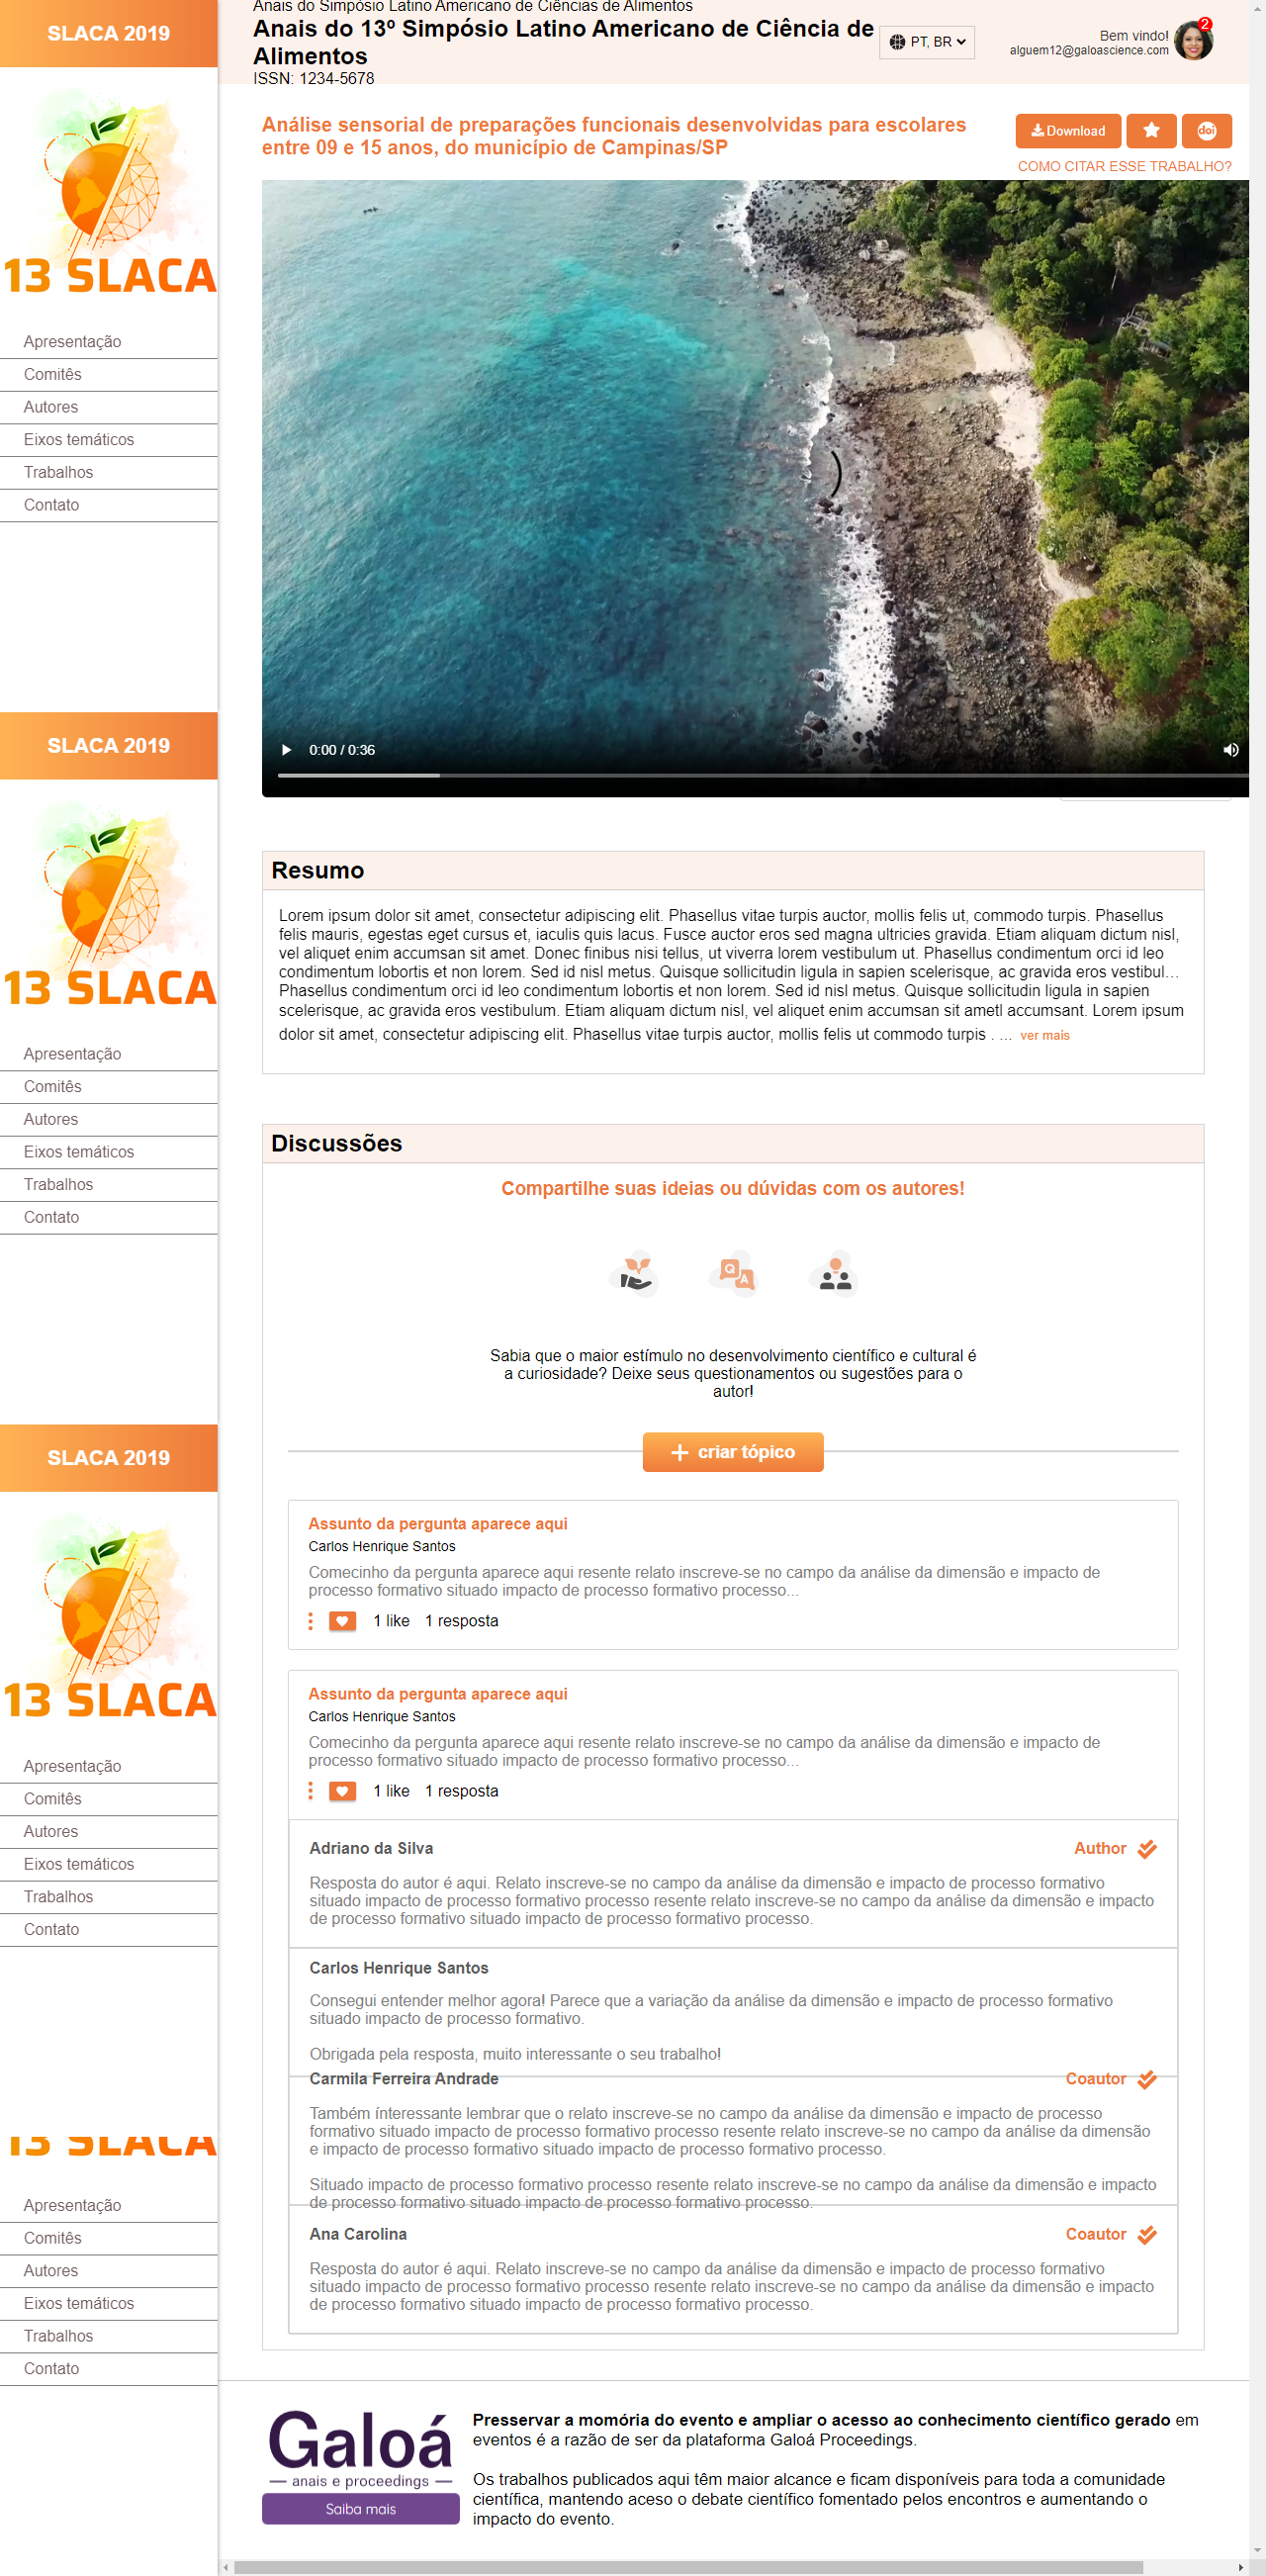 SLACA 2019
13 SLACA
Apresentação
Comitês
Autores
Eixos temáticos
Trabalhos
Contato
SLACA 2019
13 SLACA
Apresentação
Comitês
Autores
Eixos temáticos
Trabalhos
Contato
SLACA 2019
13 SLACA
Apresentação
Comitês
Autores
Eixos temáticos
Trabalhos
Contato
13 SLACA
Apresentação
Comitês
Autores
Eixos temáticos
Trabalhos
Contato
Anais do Simpósio Latino Americano de Ciências de Alimentos
Anais do 13º Simpósio Latino Americano de Ciência de
Alimentos
ISSN: 1234-5678
PT, BR
Bem vindo!
alguem12@galoascience.com
2
Análise sensorial de preparações funcionais desenvolvidas para escolares
entre 09 e 15 anos, do município de Campinas/SP
Download
doi
COMO CITAR ESSE TRABALHO?
0:00 / 0:36
Resumo
Lorem ipsum dolor sit amet, consectetur adipiscing elit. Phasellus vitae turpis auctor, mollis felis ut, commodo turpis. Phasellus
felis mauris, egestas eget cursus et, iaculis quis lacus. Fusce auctor eros sed magna ultricies gravida. Etiam aliquam dictum nisl,
vel aliquet enim accumsan sit amet. Donec finibus nisi tellus, ut viverra lorem vestibulum ut. Phasellus condimentum orci id leo
condimentum lobortis et non lorem. Sed id nisl metus. Quisque sollicitudin ligula in sapien scelerisque, ac gravida eros vestibul…
Phasellus condimentum orci id leo condimentum lobortis et non lorem. Sed id nisl metus. Quisque sollicitudin ligula in sapien
scelerisque, ac gravida eros vestibulum. Etiam aliquam dictum nisl, vel aliquet enim accumsan sit ametl accumsant. Lorem ipsum
dolor sit amet, consectetur adipiscing elit. Phasellus vitae turpis auctor, mollis felis ut commodo turpis . ... ver mais
Discussões
Compartilhe suas ideias ou dúvidas com os autores!
Q A
Sabia que o maior estímulo no desenvolvimento científico e cultural é
a curiosidade? Deixe seus questionamentos ou sugestões para o
autor!
+ criar tópico
Assunto da pergunta aparece aqui
Carlos Henrique Santos
Comecinho da pergunta aparece aqui resente relato inscreve-se no campo da análise da dimensão e impacto de
processo formativo situado impacto de processo formativo processo...
1 like 1 resposta
Assunto da pergunta aparece aqui
Carlos Henrique Santos
Comecinho da pergunta aparece aqui resente relato inscreve-se no campo da análise da dimensão e impacto de
processo formativo situado impacto de processo formativo processo...
1 like 1 resposta
Adriano da Silva
Author
Resposta do autor é aqui. Relato inscreve-se no campo da análise da dimensão e impacto de processo formativo
situado impacto de processo formativo processo resente relato inscreve-se no campo da análise da dimensão e impacto
de processo formativo situado impacto de processo formativo processo.
Carlos Henrique Santos
Consegui entender melhor agora! Parece que a variação da análise da dimensão e impacto de processo formativo
situado impacto de processo formativo.
Obrigada pela resposta, muito interessante o seu trabalho!
Carmila Ferreira Andrade
Coautor
Também ínteressante lembrar que o relato inscreve-se no campo da análise da dimensão e impacto de processo
formativo situado impacto de processo formativo processo resente relato inscreve-se no campo da análise da dimensão
e impacto de processo formativo situado impacto de processo formativo processo.
Situado impacto de processo formativo processo resente relato inscreve-se no campo da análise da dimensão e impacto
de processo formativo situado impacto de processo formativo processo.
Ana Carolina
Coautor
Resposta do autor é aqui. Relato inscreve-se no campo da análise da dimensão e impacto de processo formativo
situado impacto de processo formativo processo resente relato inscreve-se no campo da análise da dimensão e impacto
de processo formativo situado impacto de processo formativo processo.
Galoá
anais e proceedings
Saiba mais
Presservar a momória do evento e ampliar o acesso ao conhecimento científico gerado em
eventos é a razão de ser da plataforma Galoá Proceedings.
Os trabalhos publicados aqui têm maior alcance e ficam disponíveis para toda a comunidade
científica, mantendo aceso o debate científico fomentado pelos encontros e aumentando o
impacto do evento.